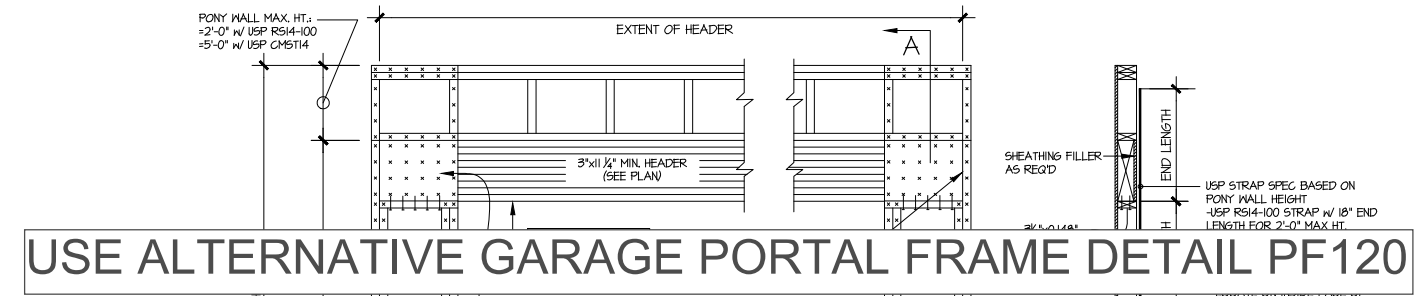 PONY WALL MAX. HT.:
=2'-0" W/ USP RS14-100
=5'-0" W/ USP CMST14
EXTENT OF HEADER
A
3"x11 1/4" MIN. HEADER
(SEE PLAN)
SHEATHING FILLER
AS REQ'D
END LENGTH
USP STRAP SPEC BASED ON
PONY WALL HEIGHT
-USP RS14-100 STRAP W/ 18" END
LENGTH FOR 2'-0" MAX HT.
USE ALTERNATIVE GARAGE PORTAL FRAME DETAIL PF120